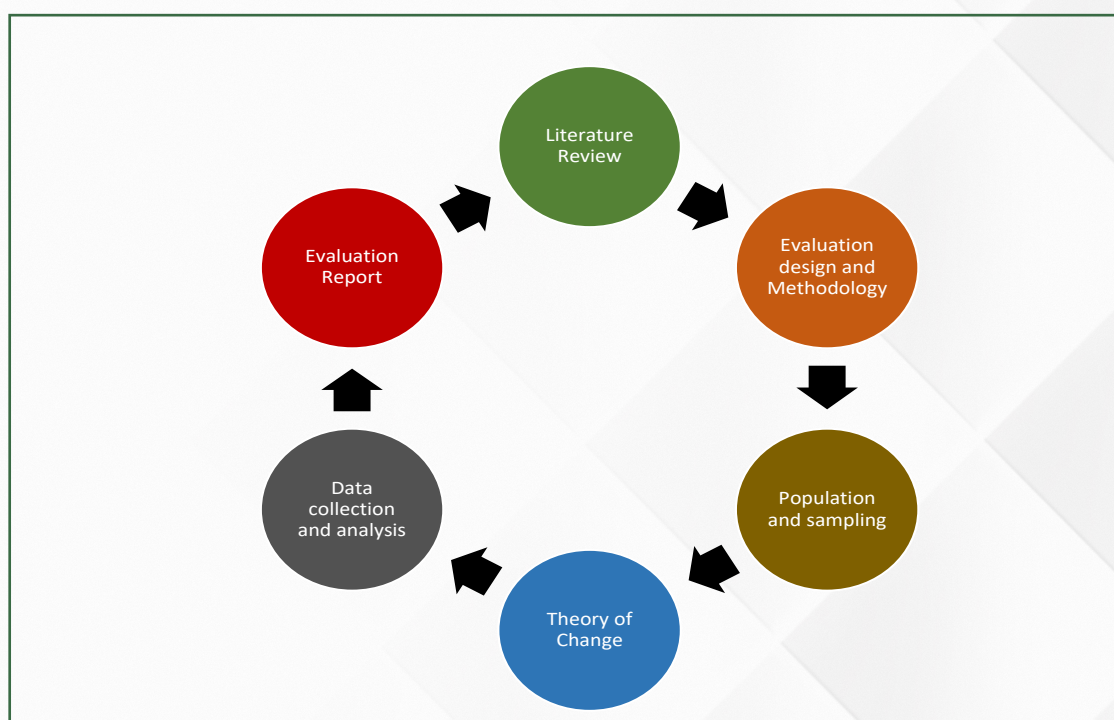 Literature
Review
Evaluation
design and
Methodology
Population
and sampling
Theory of
Change
Data
collection
and analysis
Evaluation
Report